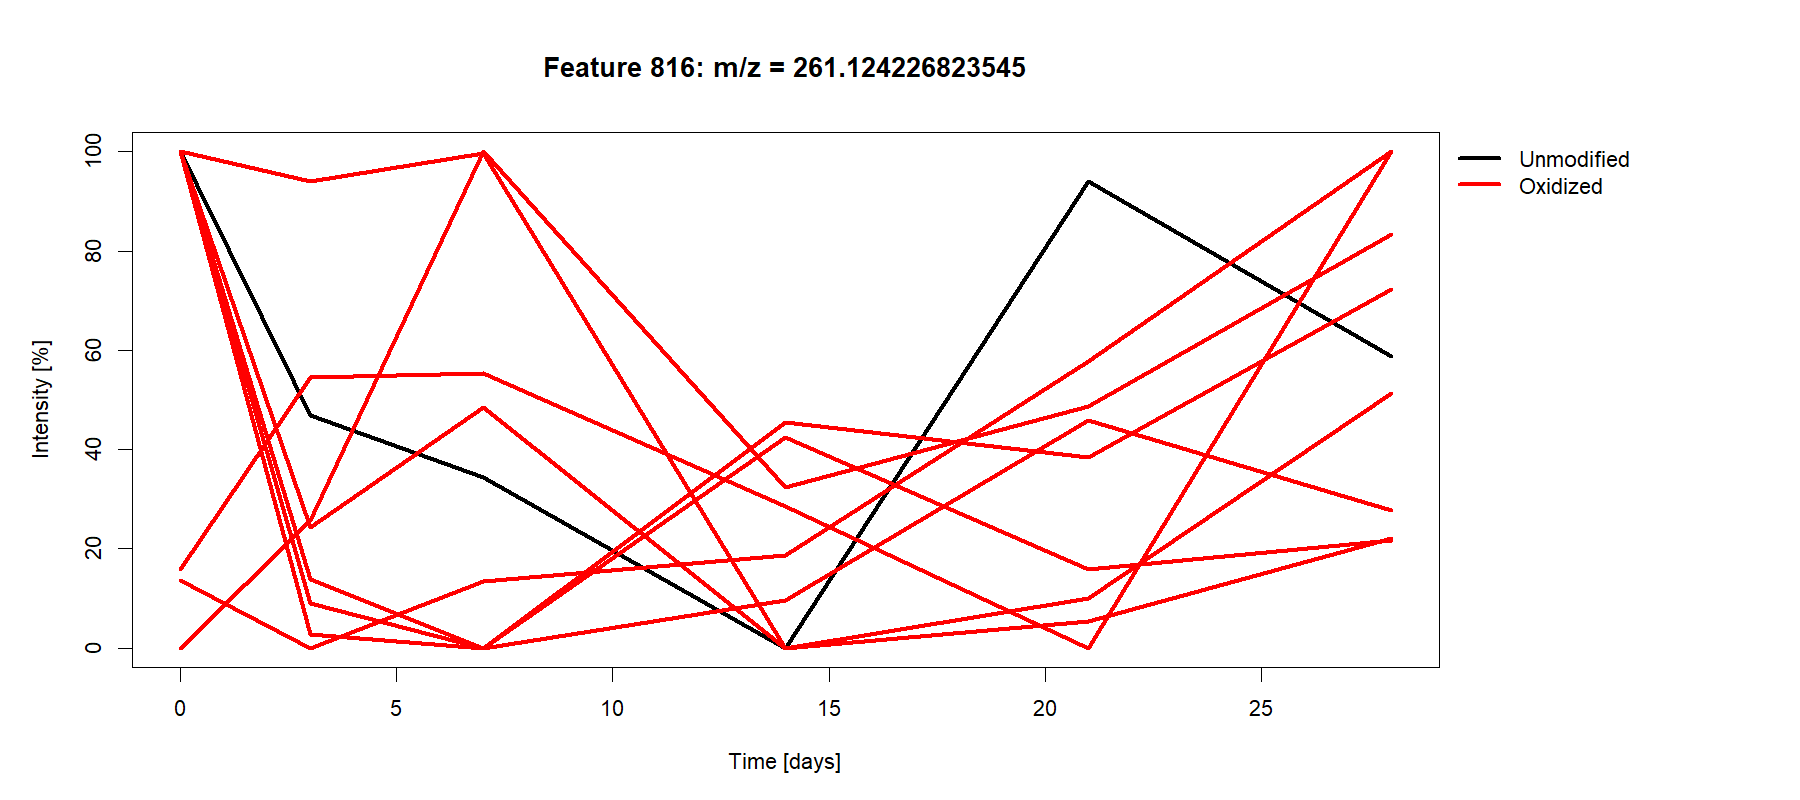 Feature 816: m/z = 261.124226823545
Unmodified
Oxidized
Intensity [%]
100
80
60
40
20
0
0 5 10 15 20 25
Time [days]